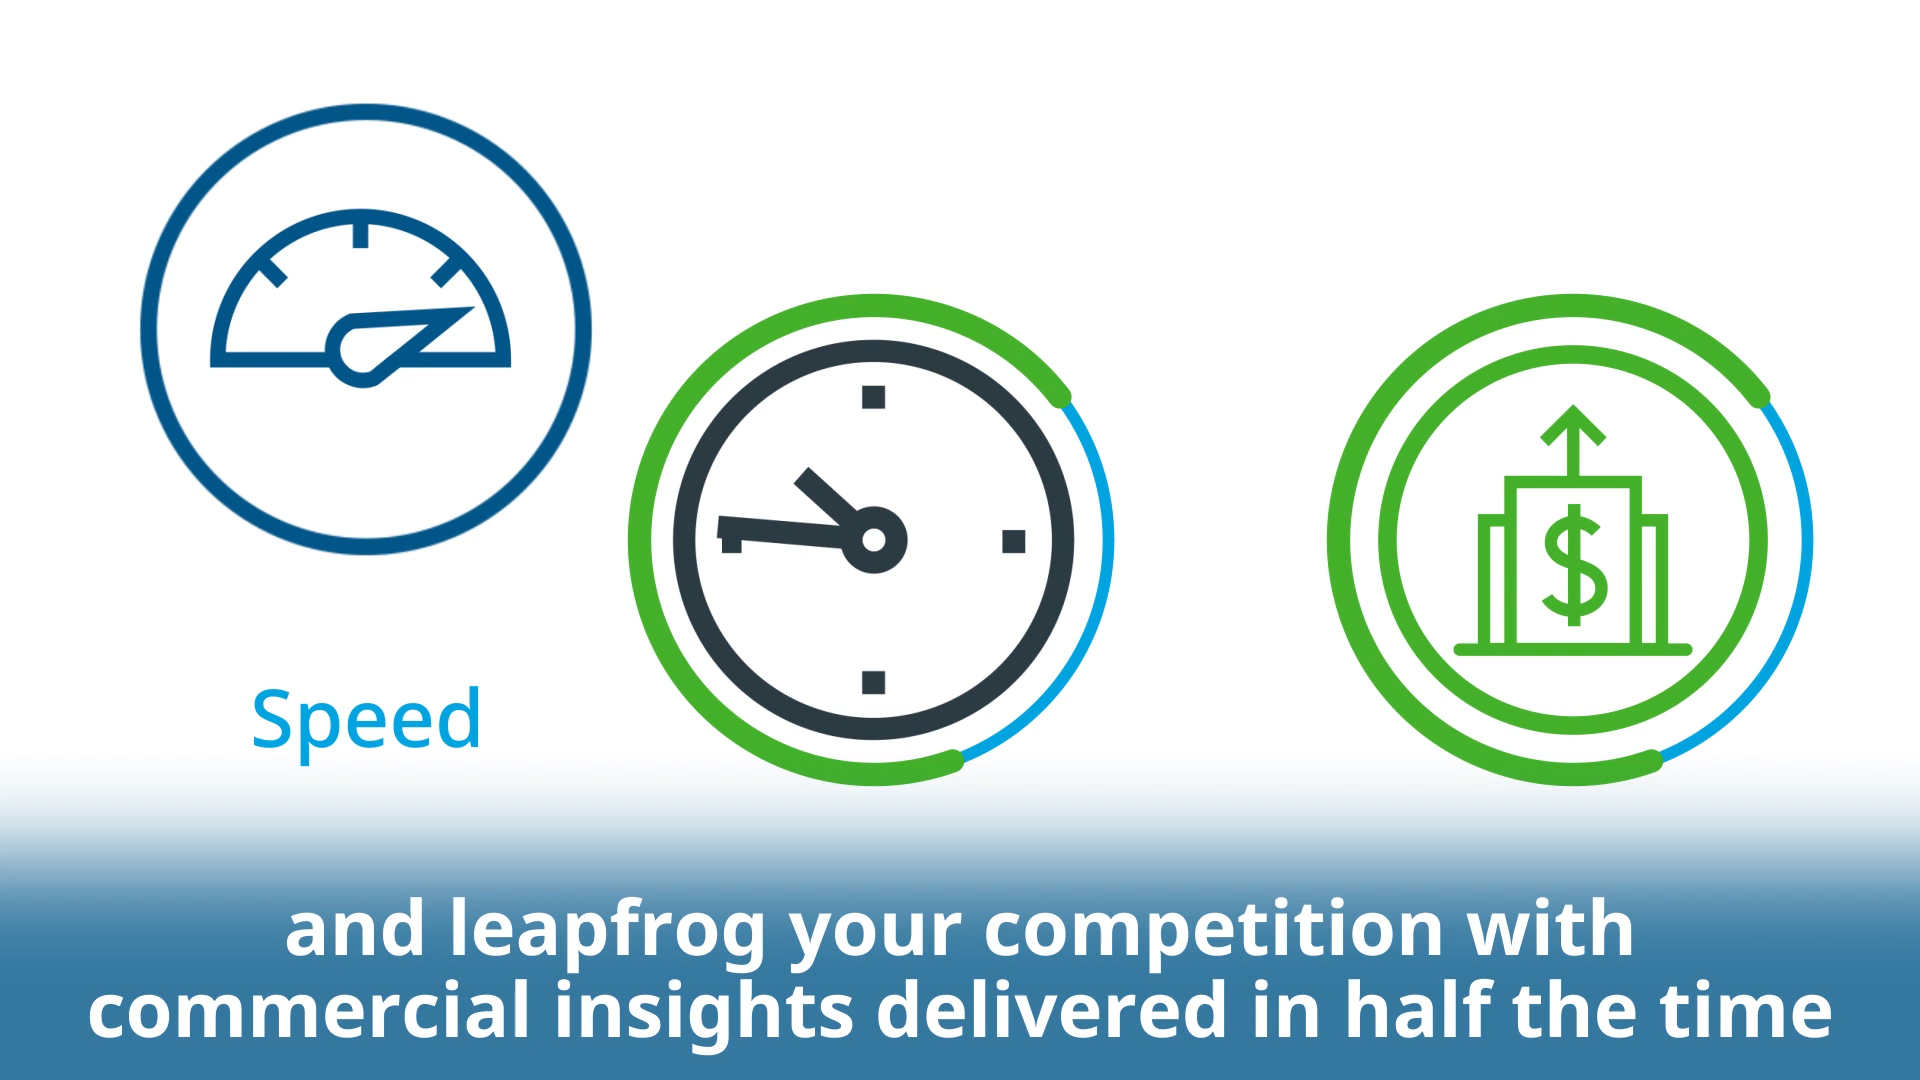 Speed
$
and leapfrog your competition with
commercial insights delivered in half the time